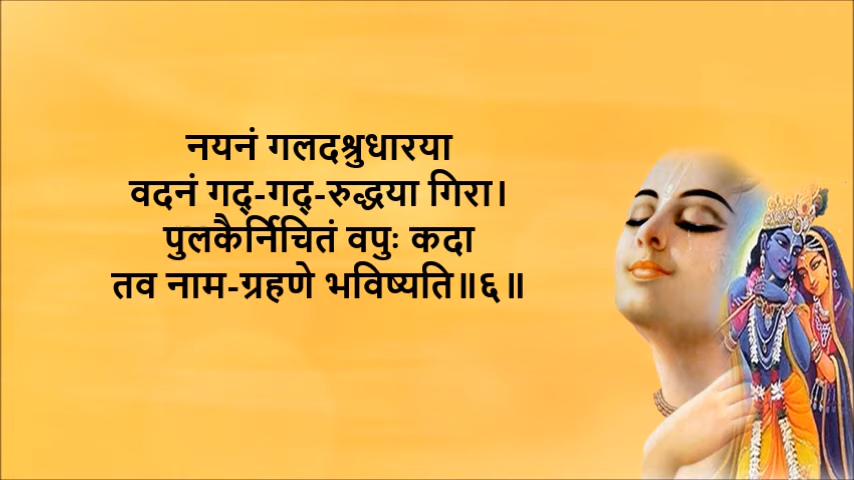 नयनं गलदश्रुधारया
वदनं गद्-गद्-रुद्धया गिरा।
पुलकैर्निचितं वपुः कदा
तव नाम-ग्रहणे भविष्यति॥६॥